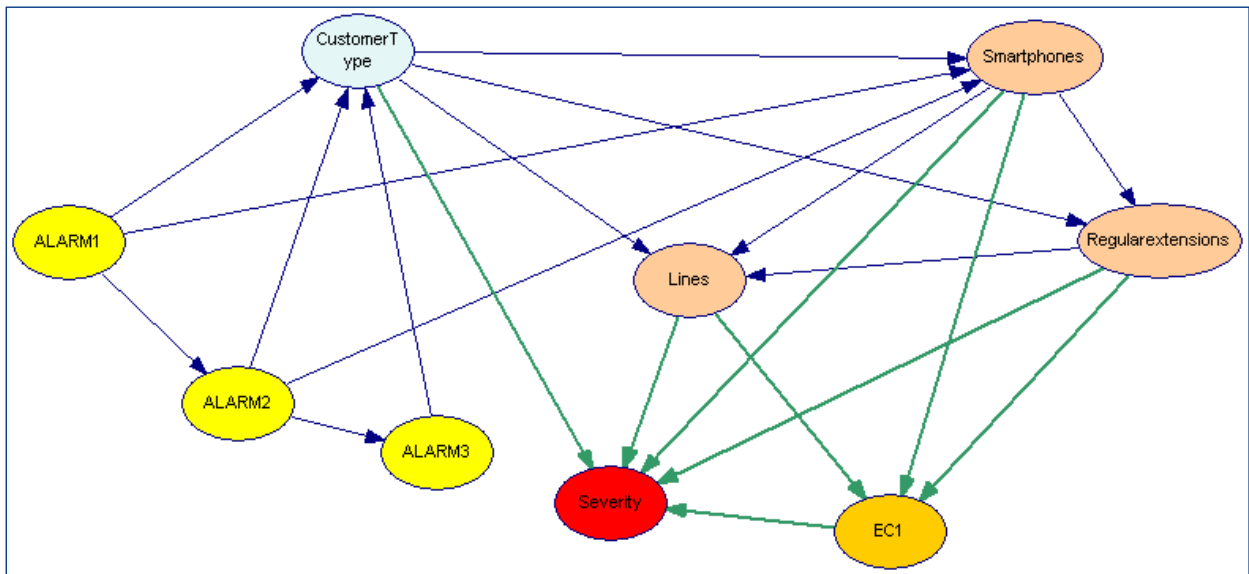 CustomerT
ype
Smartphones
ALARM1
Regularextensions
Lines
ALARM2
ALARM3
Severity
EC1